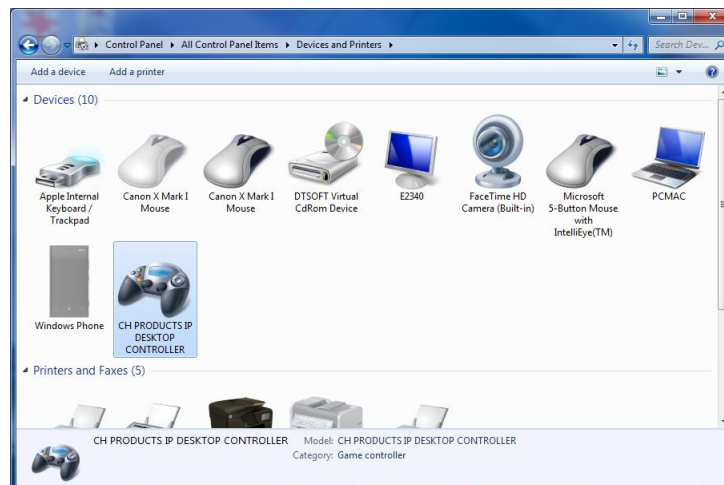 Control Panel ▸ All Control Panel Items ▸ Devices and Printers ▸
Search Dev...
Add a device Add a printer
Devices (10)
Apple Internal
Keyboard /
Trackpad
Canon X Mark I
Mouse
Canon X Mark I
Mouse
DTSOFT Virtual
CdRom Device
E2340
FaceTime HD
Camera (Built-in)
Microsoft
5-Button Mouse
with
IntelliEye(TM)
PCMAC
Windows Phone
CH PRODUCTS IP
DESKTOP
CONTROLLER
Printers and Faxes (5)
CH PRODUCTS IP DESKTOP CONTROLLER Model: CH PRODUCTS IP DESKTOP CONTROLLER
Category: Game controller